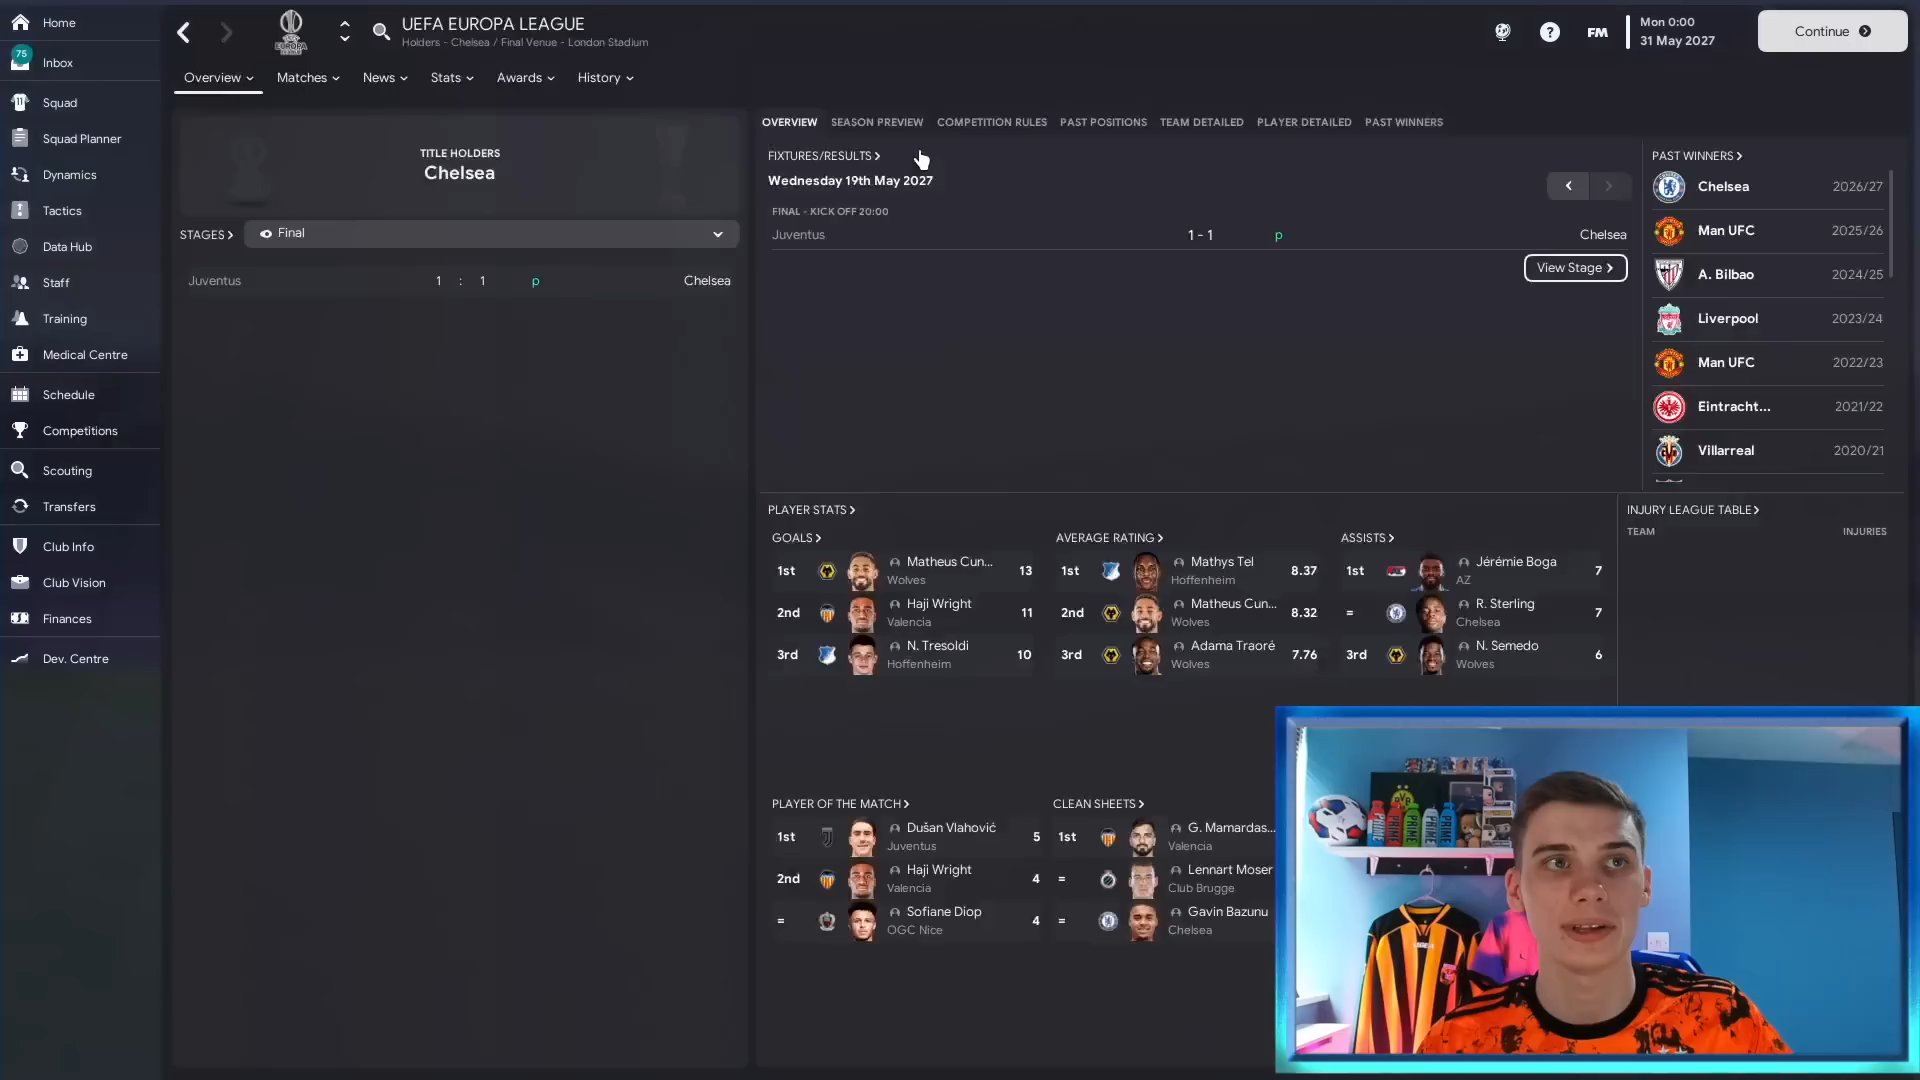 Home
75
Inbox
Squad
Squad Planner
Dynamics
Tactics
Data Hub
Staff
Training
Medical Centre
Schedule
Competitions
Scouting
Transfers
Club Info
Club Vision
Finances
Dev. Centre
UEFA EUROPA LEAGUE
Holders - Chelsea / Final Venue - London Stadium
FM
Mon 0:00
31 May 2027
Continue
Overview
Matches
News
Stats
Awards
History
TITLE HOLDERS
Chelsea
STAGES
Final
Juventus 1 : 1 p Chelsea
OVERVIEW
SEASON PREVIEW
COMPETITION RULES
PAST POSITIONS
TEAM DETAILED
PLAYER DETAILED
PAST WINNERS
FIXTURES/RESULTS
Wednesday 19th May 2027
FINAL - KICK OFF 20:00
Juventus 1 - 1 p Chelsea
View Stage
PAST WINNERS
Chelsea 2026/27
Man UFC 2025/26
A. Bilbao 2024/25
Liverpool 2023/24
Man UFC 2022/23
Eintracht... 2021/22
Villarreal 2020/21
PLAYER STATS
GOALS
1st Matheus Cun... 13
Wolves
2nd Haji Wright 11
Valencia
3rd N. Tresoldi 10
Hoffenheim
AVERAGE RATING
1st Mathys Tel 8.37
Hoffenheim
2nd Matheus Cun... 8.32
Wolves
3rd Adama Traoré 7.76
Wolves
ASSISTS
1st Jérémie Boga 7
AZ
= R. Sterling 7
Chelsea
3rd N. Semedo 6
Wolves
INJURY LEAGUE TABLE
TEAM INJURIES
PLAYER OF THE MATCH
1st Dušan Vlahović 5
Juventus
2nd Haji Wright 4
Valencia
= Sofiane Diop 4
OGC Nice
CLEAN SHEETS
1st G. Mamardas...
Valencia
= Lennart Moser
Club Brugge
= Gavin Bazunu
Chelsea
BVB
PRIME
PRIME
PRIME
PRIME
PRIME